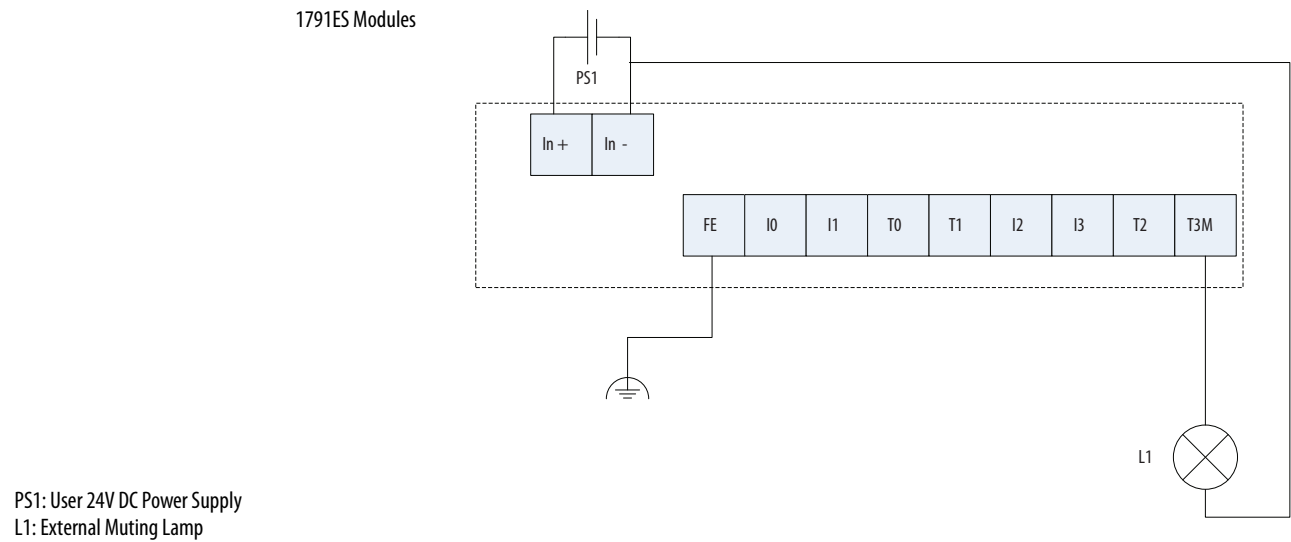 1791ES Modules
PS1
In +
In -
FE
I0
I1
T0
T1
I2
I3
T2
T3M
L1
PS1: User 24V DC Power Supply
L1: External Muting Lamp